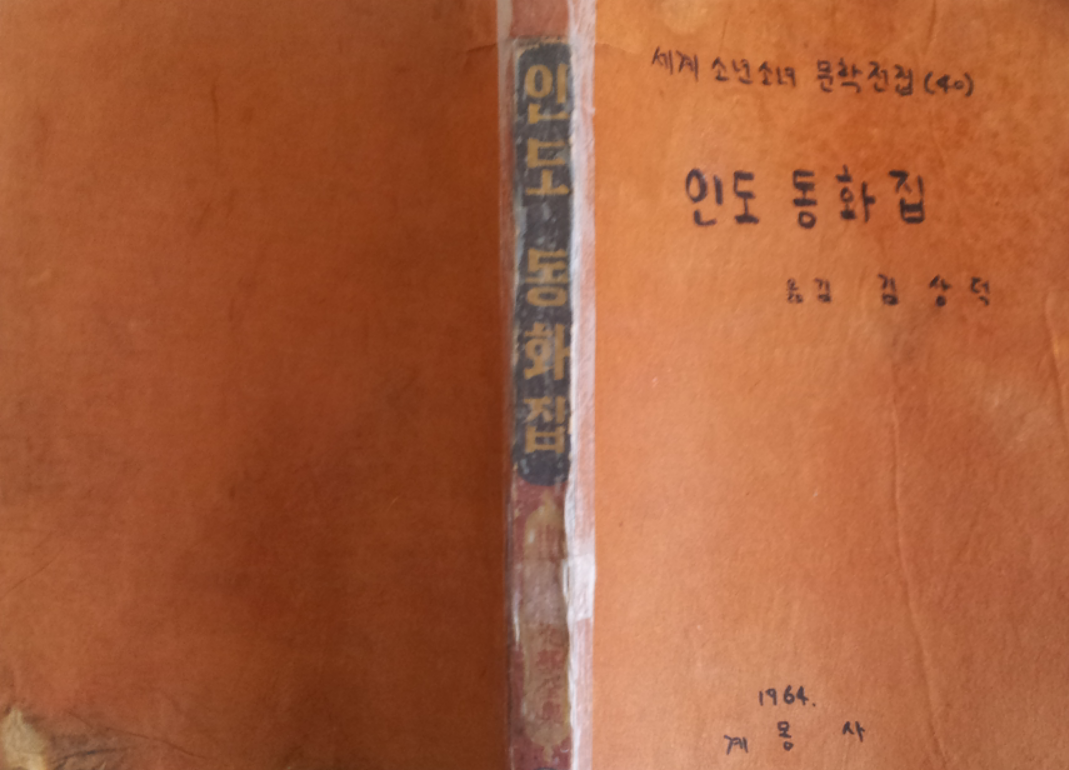 인도 동화집
세계 소년소녀 문학전집(40)
인도 동화집
옮김 김상덕
1964.
계몽사